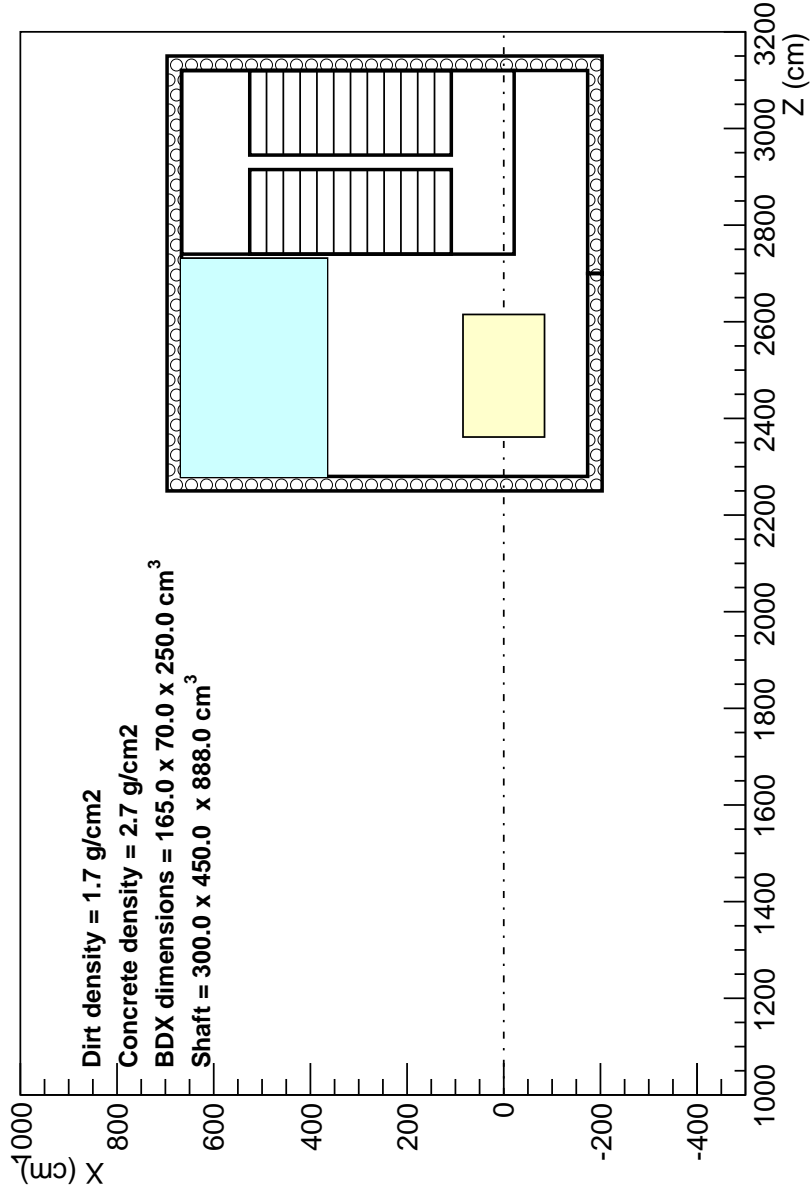 X (cm)
1000
800
600
400
200
0
-200
-400
Dirt density = 1.7 g/cm2
Concrete density = 2.7 g/cm2
BDX dimensions = 165.0 x 70.0 x 250.0 cm³
Shaft = 300.0 x 450.0 x 888.0 cm³
1000 1200 1400 1600 1800 2000 2200 2400 2600 2800 3000 3200
Z (cm)